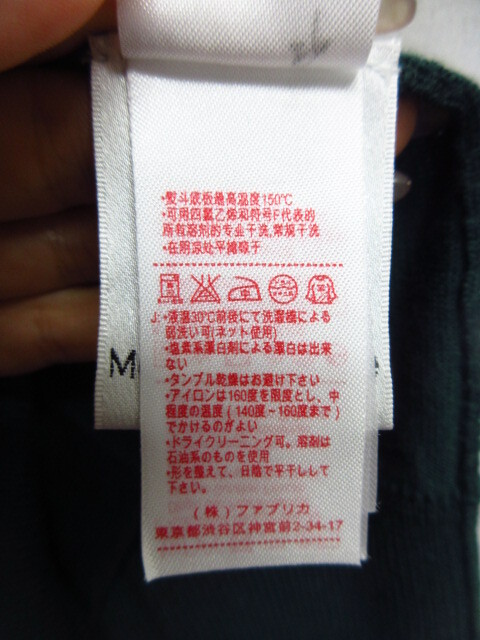 •熨斗底板最高温度150℃
•可用四氯乙烯和符号F代表的
所有溶剂的专业干洗,常规干洗
•在阴凉处平摊晾干
J: •液温30℃前後にて洗濯機による
弱洗い可(ネット使用)
•塩素系漂白剤による漂白は出来
ない
•タンブル乾燥はお避け下さい
•アイロンは160度を限度とし、中
程度の温度(140度~160度まで)
でかけるのがよい
•ドライクリーニング可。溶剤は
石油系のものを使用
•形を整えて、日陰で平干しして
下さい。
(株)ファブリカ
東京都渋谷区神宮前2-34-17
M